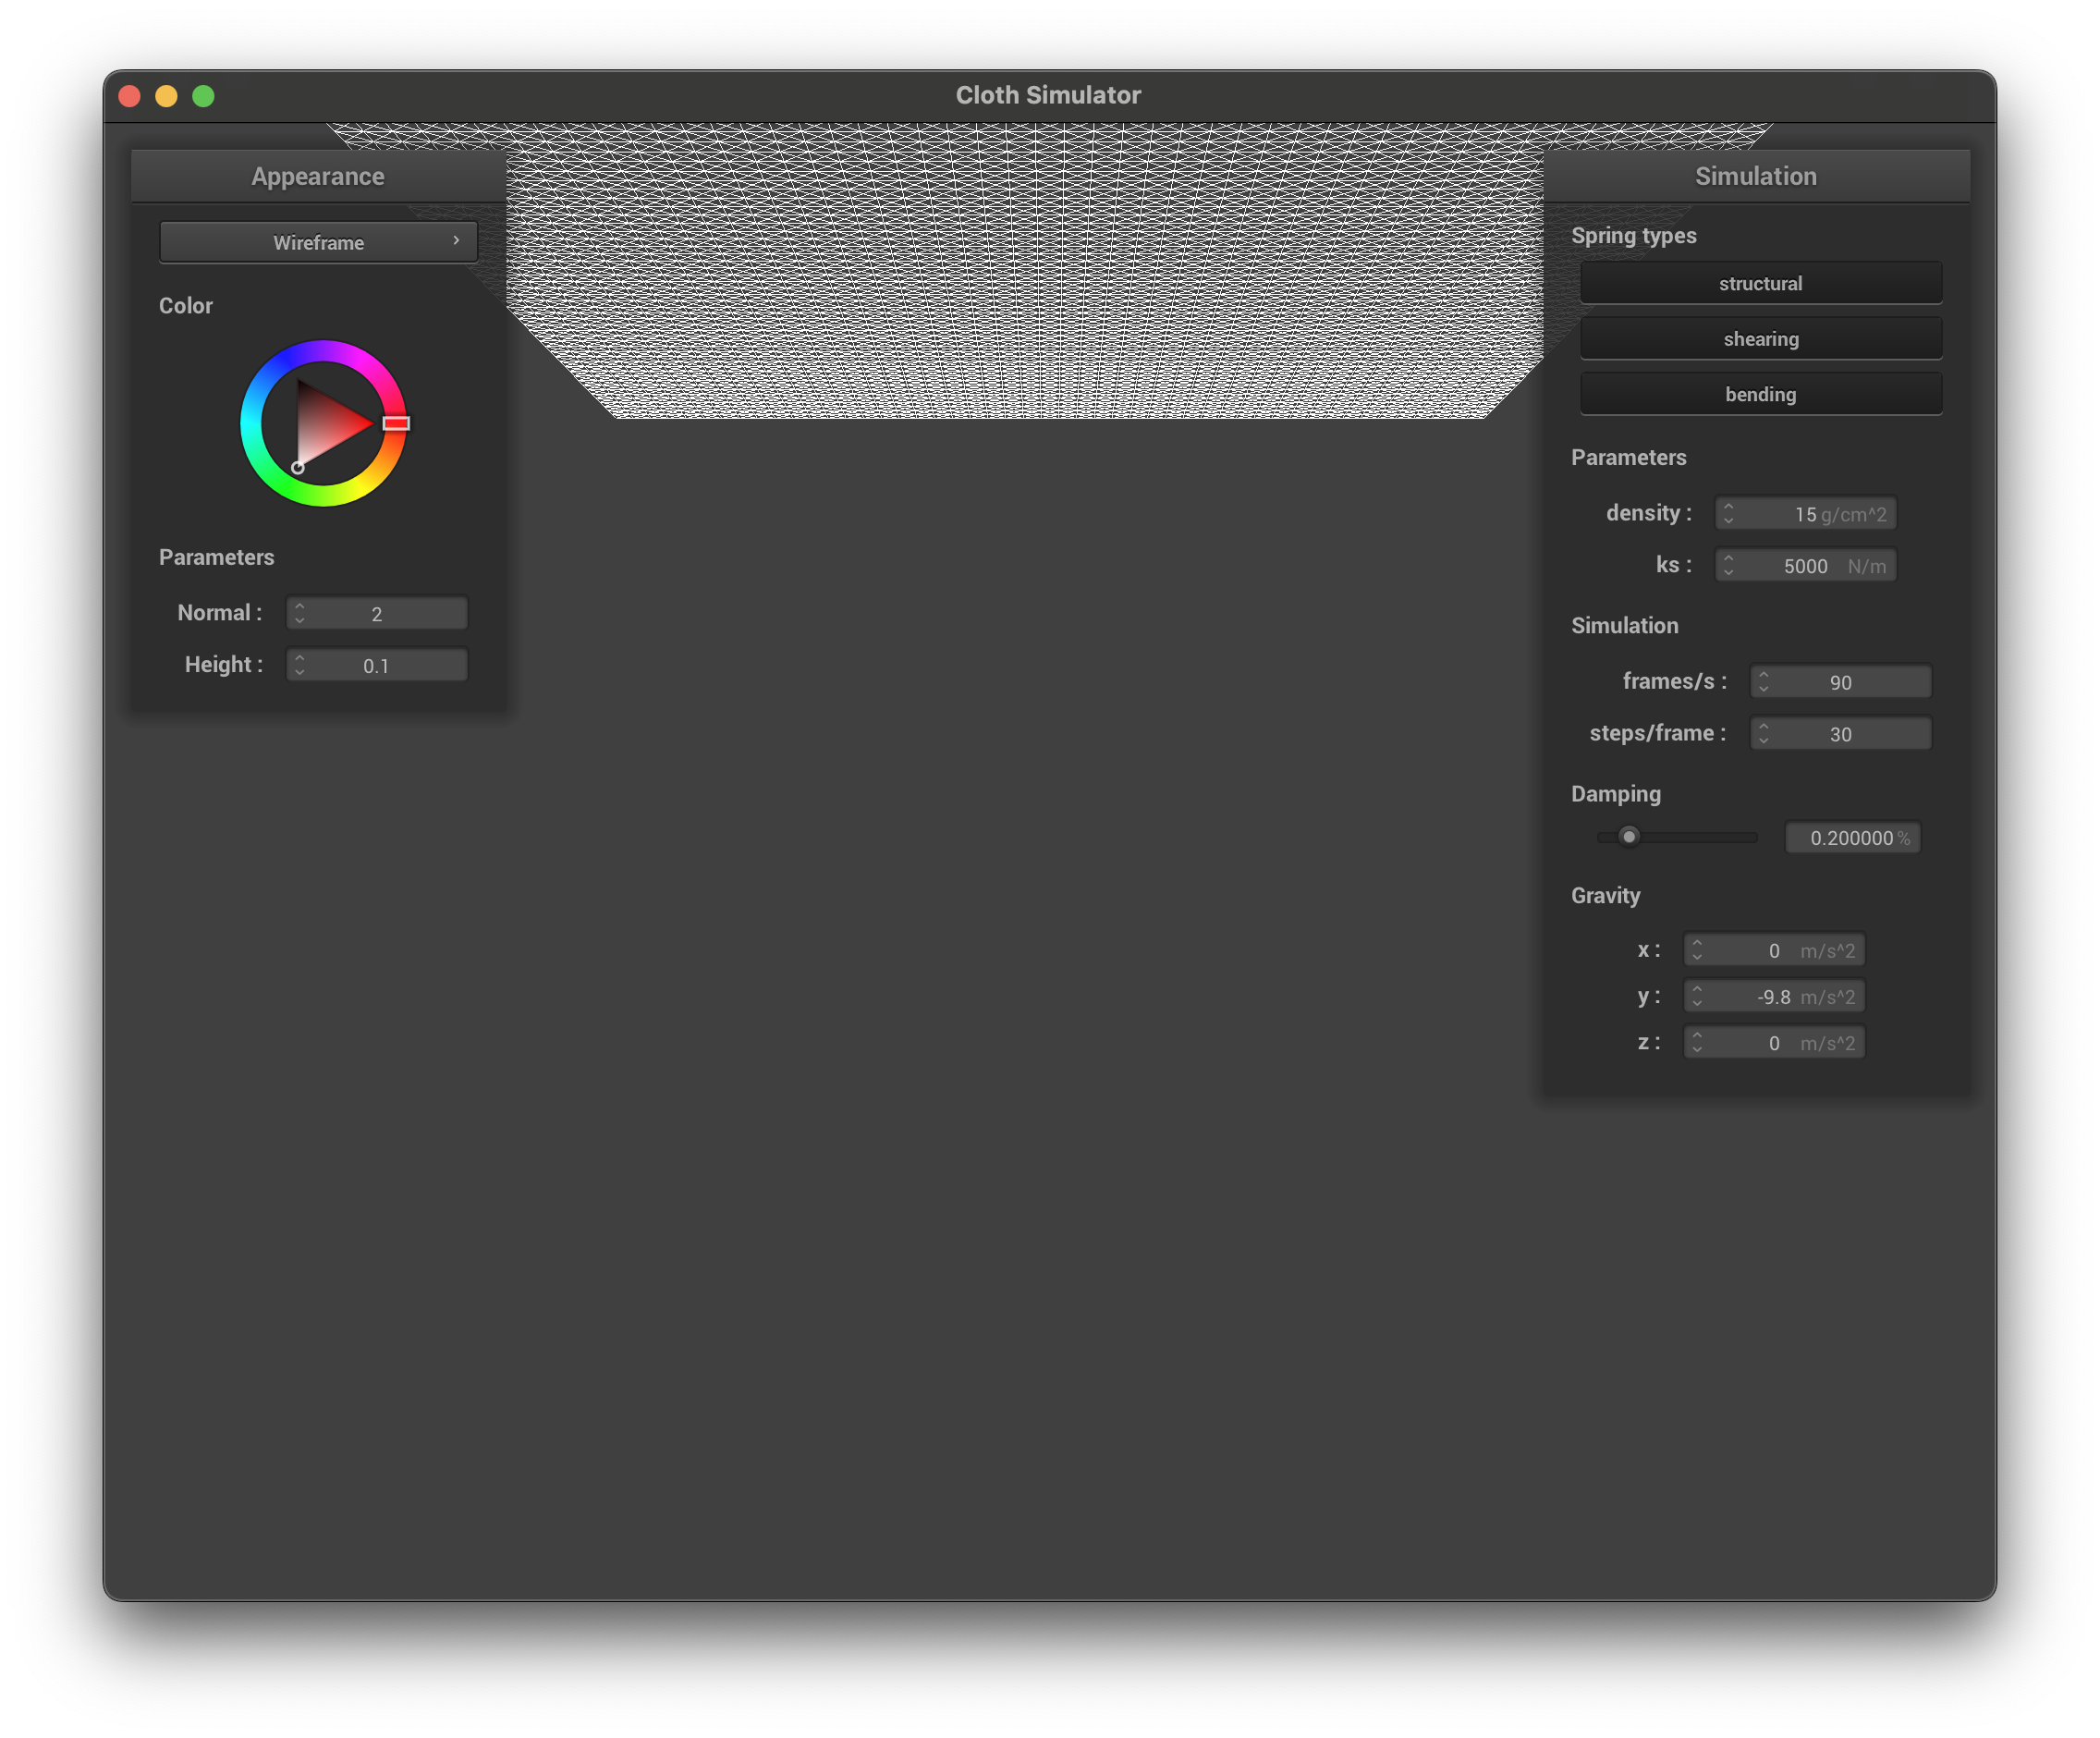 Cloth Simulator
Appearance
Wireframe
Color
Parameters
Normal : 2
Height : 0.1
Simulation
Spring types
structural
shearing
bending
Parameters
density : 15 g/cm^2
ks : 5000 N/m
Simulation
frames/s : 90
steps/frame : 30
Damping
0.200000 %
Gravity
x : 0 m/s^2
y : -9.8 m/s^2
z : 0 m/s^2